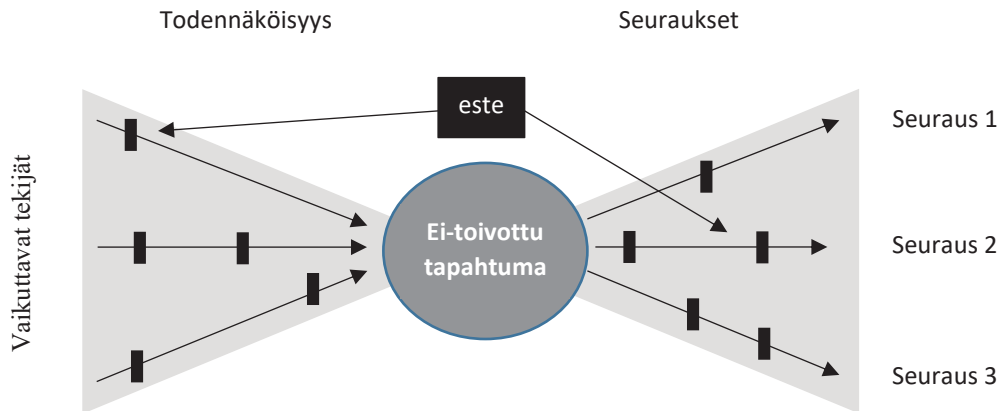 Todennäköisyys
Seuraukset
este
Seuraus 1
Vaikuttavat tekijät
Ei-toivottu
tapahtuma
Seuraus 2
Seuraus 3